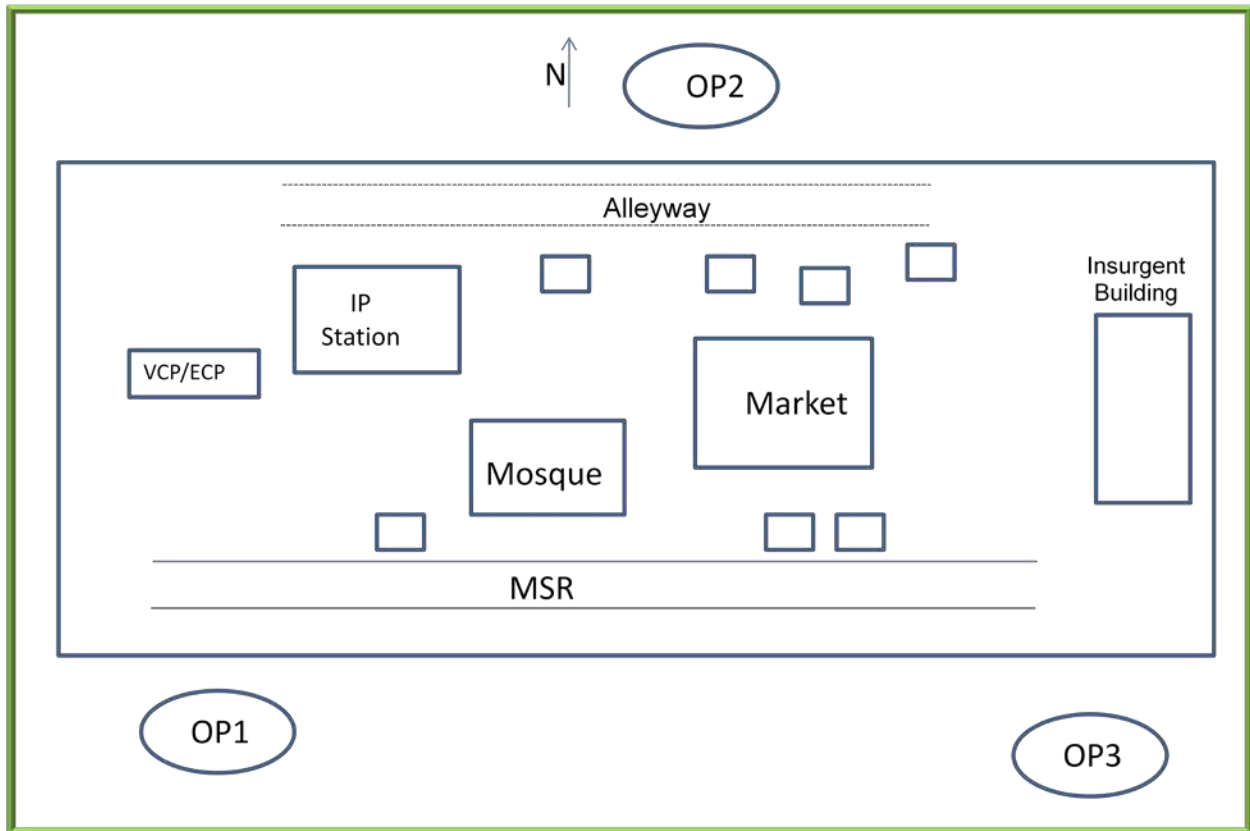 N
OP2
Alleyway
Insurgent
Building
IP
Station
VCP/ECP
Market
Mosque
MSR
OP1
OP3